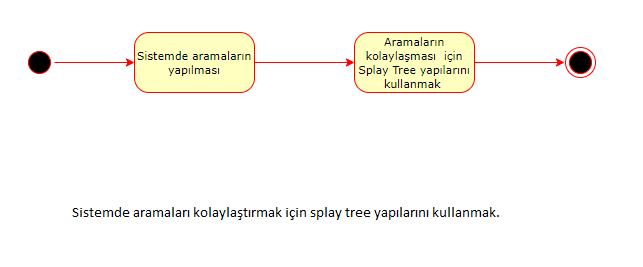 Sistemde aramaların
yapılması
Aramaların
kolaylaşması için
Splay Tree yapılarını
kullanmak
Sistemde aramaları kolaylaştırmak için splay tree yapılarını kullanmak.